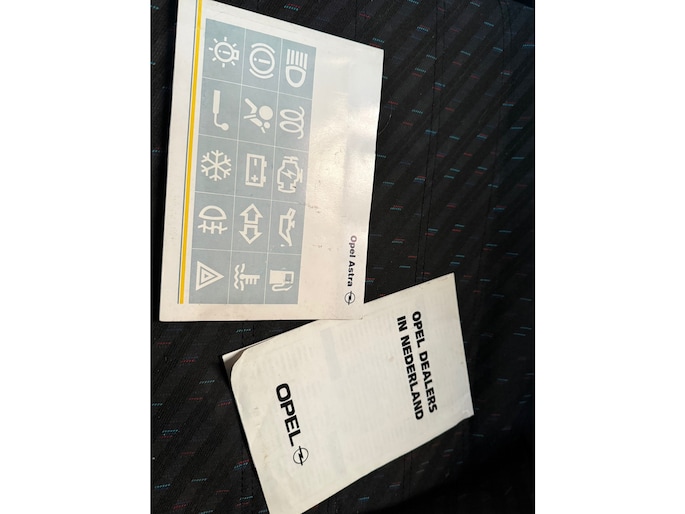 Opel Astra
OPEL DEALERS
IN NEDERLAND
OPEL